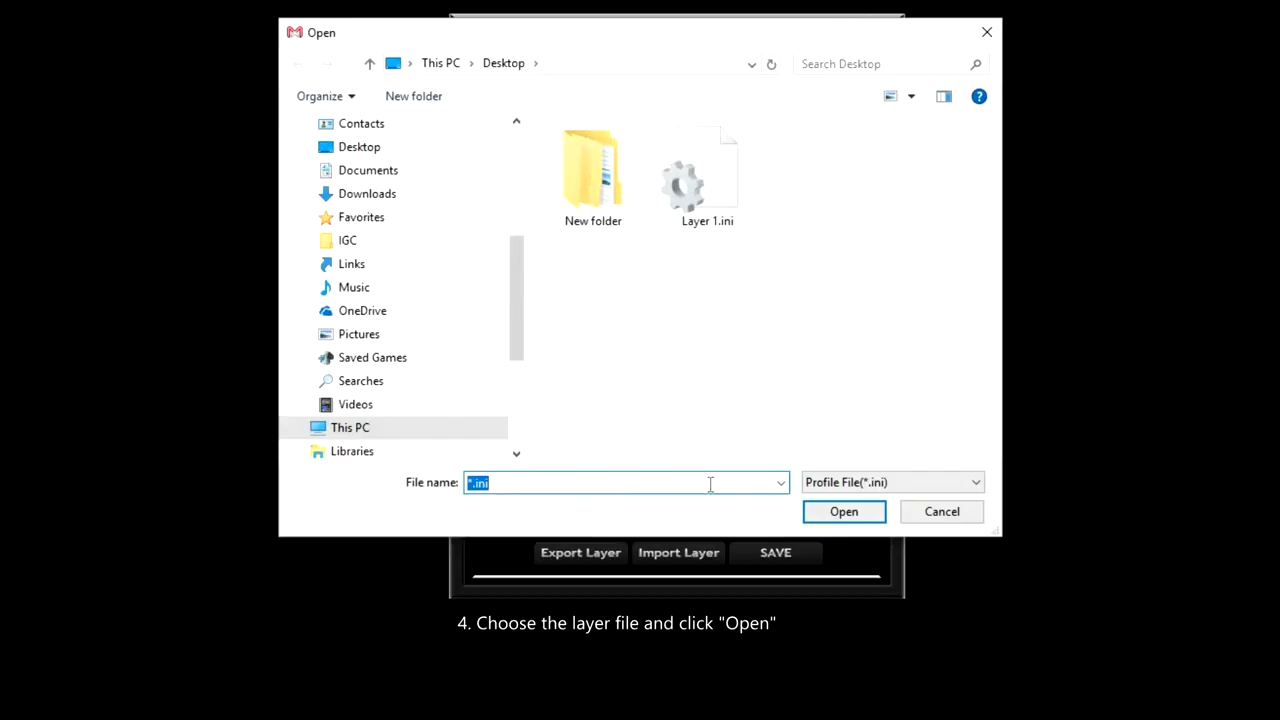 Open
This PC
Desktop
Search Desktop
Organize
New folder
Contacts
Desktop
Documents
Downloads
Favorites
IGC
Links
Music
OneDrive
Pictures
Saved Games
Searches
Videos
This PC
Libraries
New folder
Layer 1.ini
File name:
*.ini
Profile File(*.ini)
Open
Cancel
Export Layer
Import Layer
SAVE
4. Choose the layer file and click "Open"